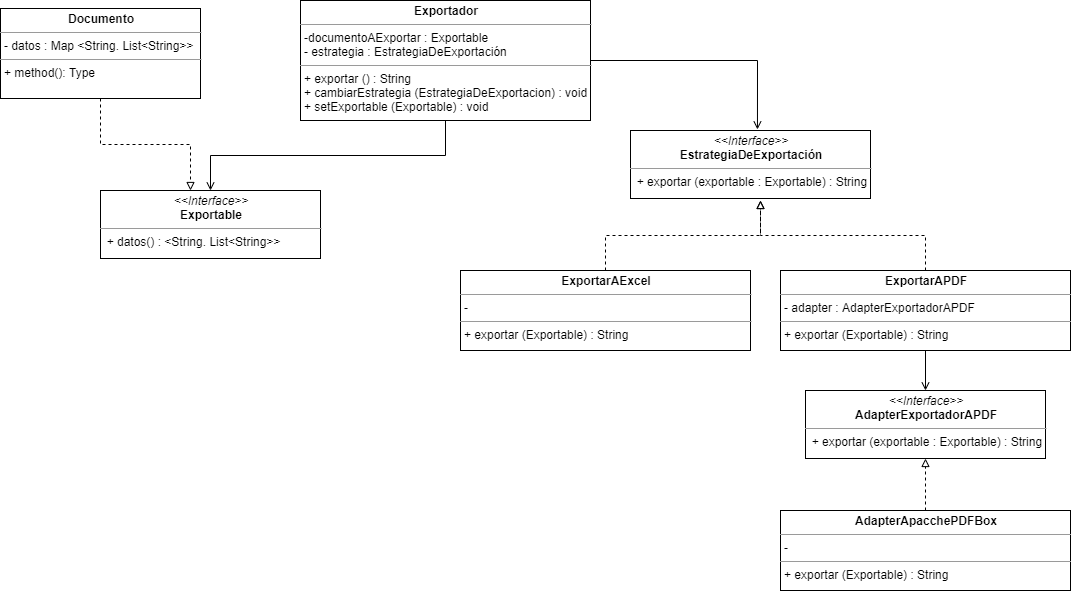 Documento
- datos : Map <String. List<String>>
+ method(): Type
Exportador
-documentoAExportar : Exportable
- estrategia : EstrategiaDeExportación
+ exportar () : String
+ cambiarEstrategia (EstrategiaDeExportacion) : void
+ setExportable (Exportable) : void
<<Interface>>
EstrategiaDeExportación
+ exportar (exportable : Exportable) : String
<<Interface>>
Exportable
+ datos() : <String. List<String>>
ExportarAExcel
-
+ exportar (Exportable) : String
ExportarAPDF
- adapter : AdapterExportadorAPDF
+ exportar (Exportable) : String
<<Interface>>
AdapterExportadorAPDF
+ exportar (exportable : Exportable) : String
AdapterApacchePDFBox
-
+ exportar (Exportable) : String